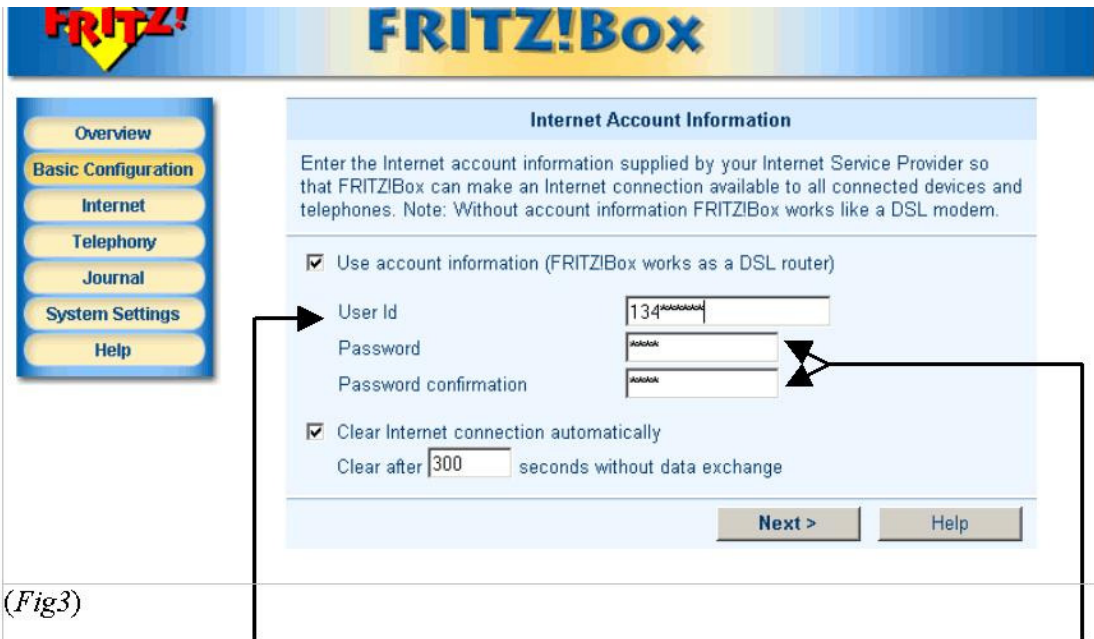 FRITZ!
FRITZ!Box
Overview
Basic Configuration
Internet
Telephony
Journal
System Settings
Help
Internet Account Information
Enter the Internet account information supplied by your Internet Service Provider so
that FRITZ!Box can make an Internet connection available to all connected devices and
telephones. Note: Without account information FRITZ!Box works like a DSL modem.
Use account information (FRITZ!Box works as a DSL router)
User Id 134*******
Password *****
Password confirmation *****
Clear Internet connection automatically
Clear after 300 seconds without data exchange
Next > Help
(Fig3)